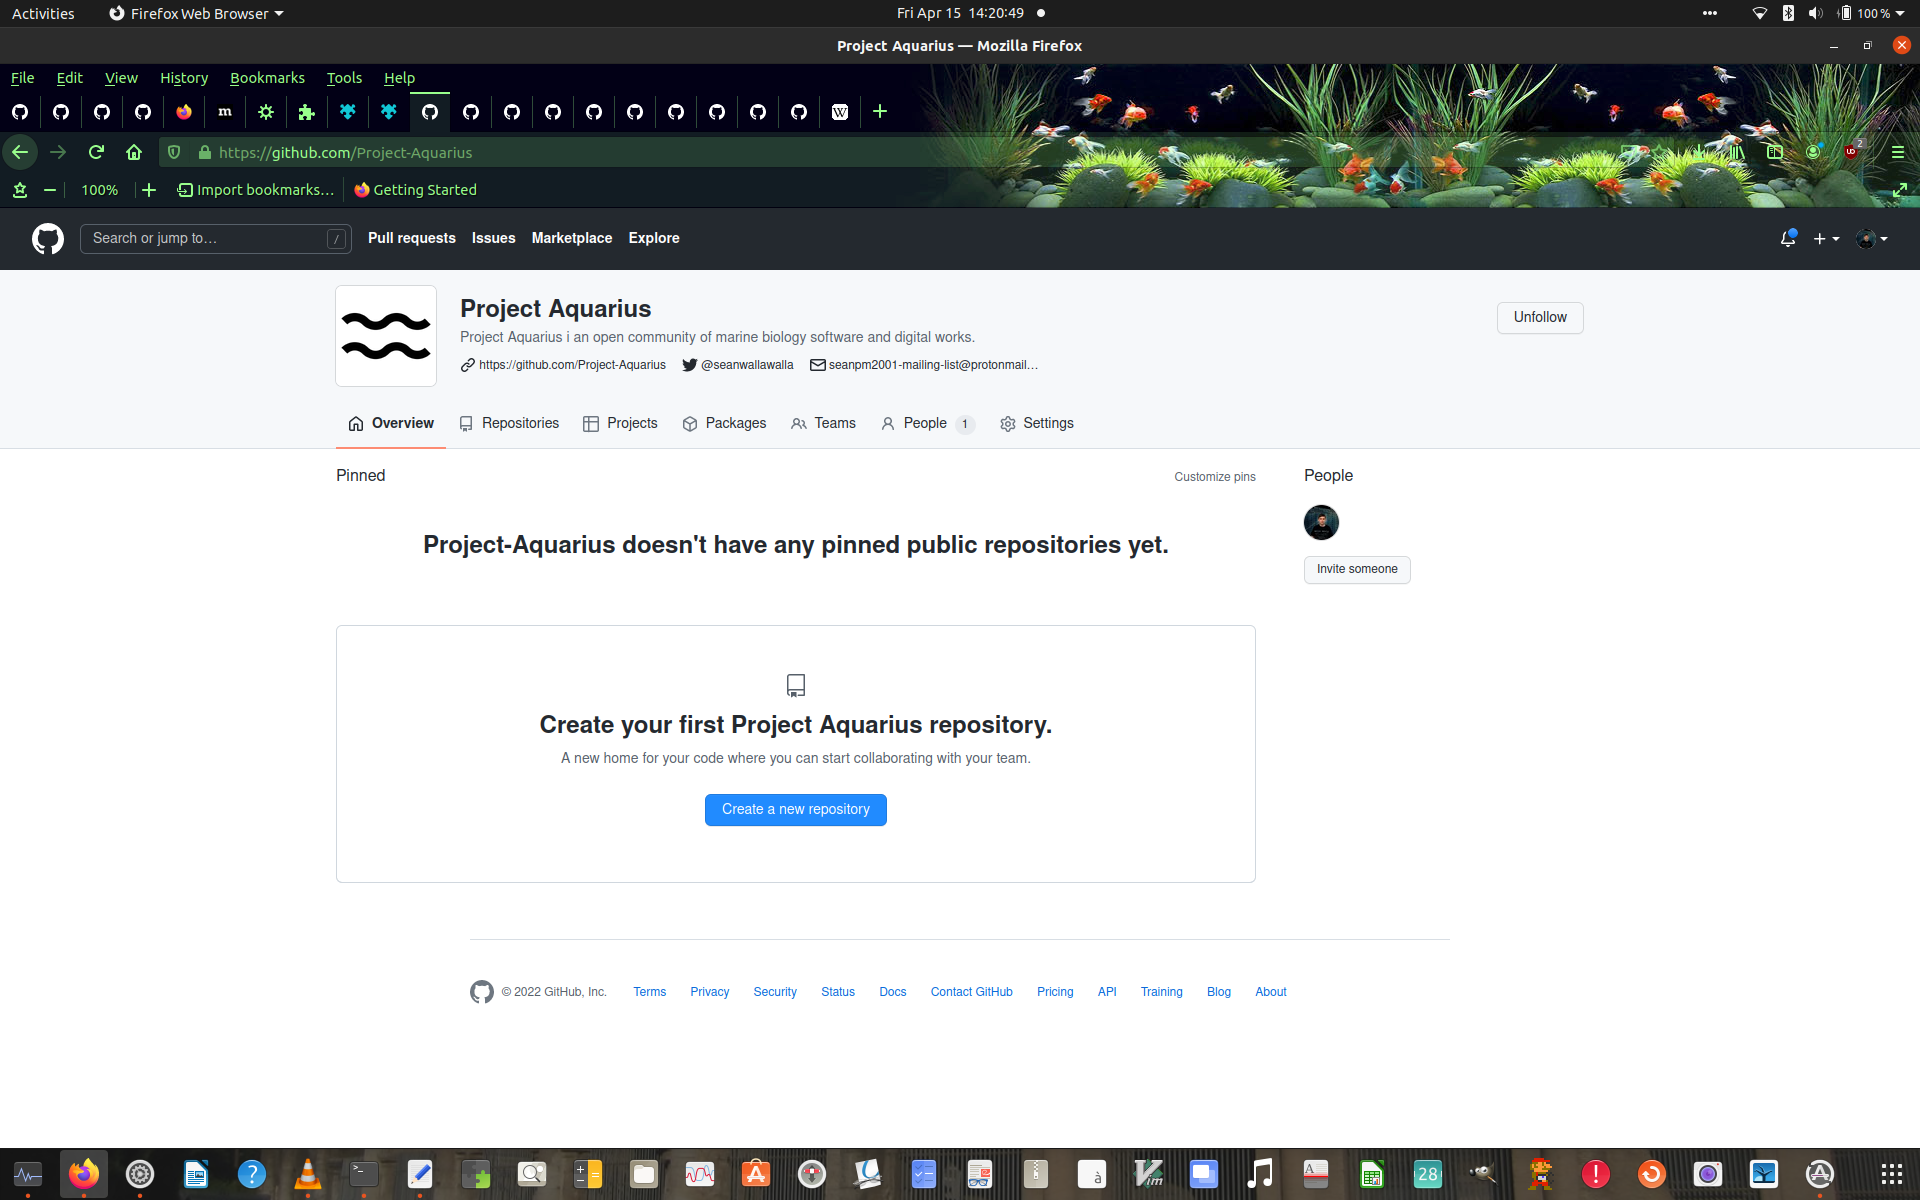 Activities
Firefox Web Browser
Fri Apr 15 14:20:49
100 %
Project Aquarius — Mozilla Firefox
File Edit View History Bookmarks Tools Help
m
W
https://github.com/Project-Aquarius
2
100%
Import bookmarks…
Getting Started
Search or jump to…
/
Pull requests Issues Marketplace Explore
Project Aquarius
Project Aquarius i an open community of marine biology software and digital works.
https://github.com/Project-Aquarius @seanwallawalla seanpm2001-mailing-list@protonmail…
Unfollow
Overview Repositories Projects Packages Teams People 1 Settings
Pinned
Customize pins
People
Project-Aquarius doesn't have any pinned public repositories yet.
Invite someone
Create your first Project Aquarius repository.
A new home for your code where you can start collaborating with your team.
Create a new repository
© 2022 GitHub, Inc. Terms Privacy Security Status Docs Contact GitHub Pricing API Training Blog About
à
Vim
28